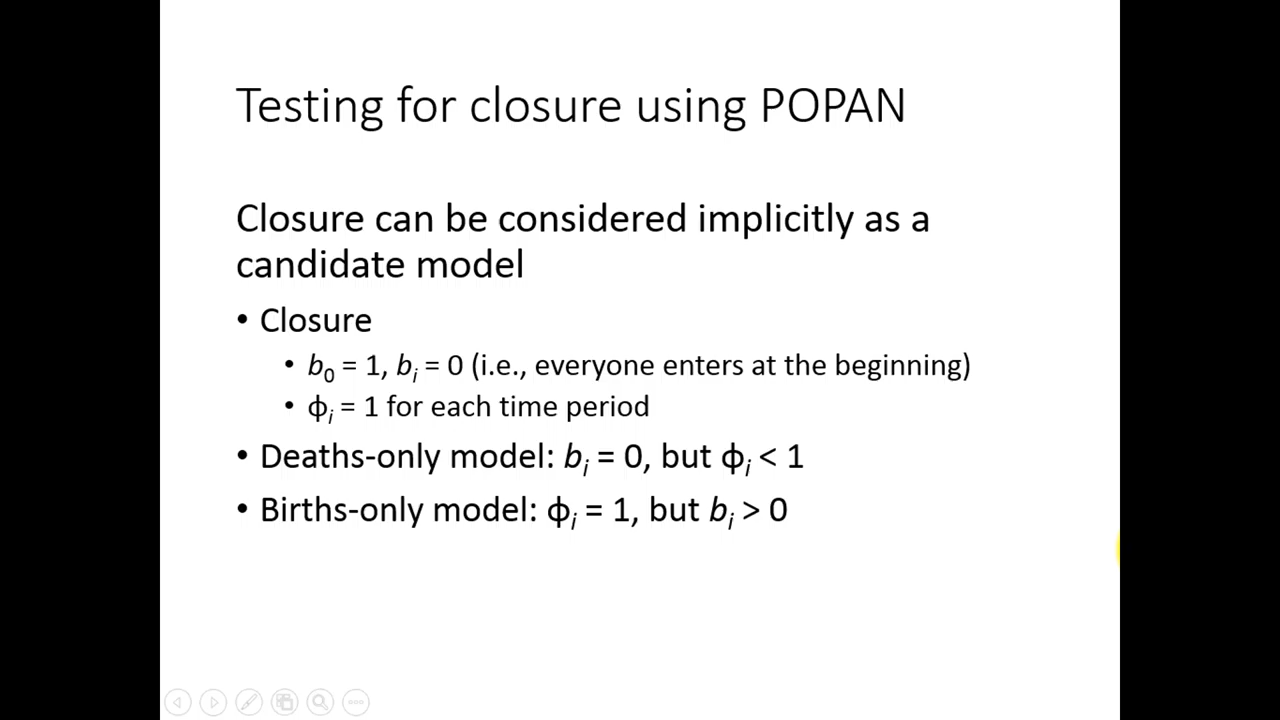 Testing for closure using POPAN
Closure can be considered implicitly as a
candidate model
• Closure
• b₀ = 1, bᵢ = 0 (i.e., everyone enters at the beginning)
• ϕᵢ = 1 for each time period
• Deaths-only model: bᵢ = 0, but ϕᵢ < 1
• Births-only model: ϕᵢ = 1, but bᵢ > 0